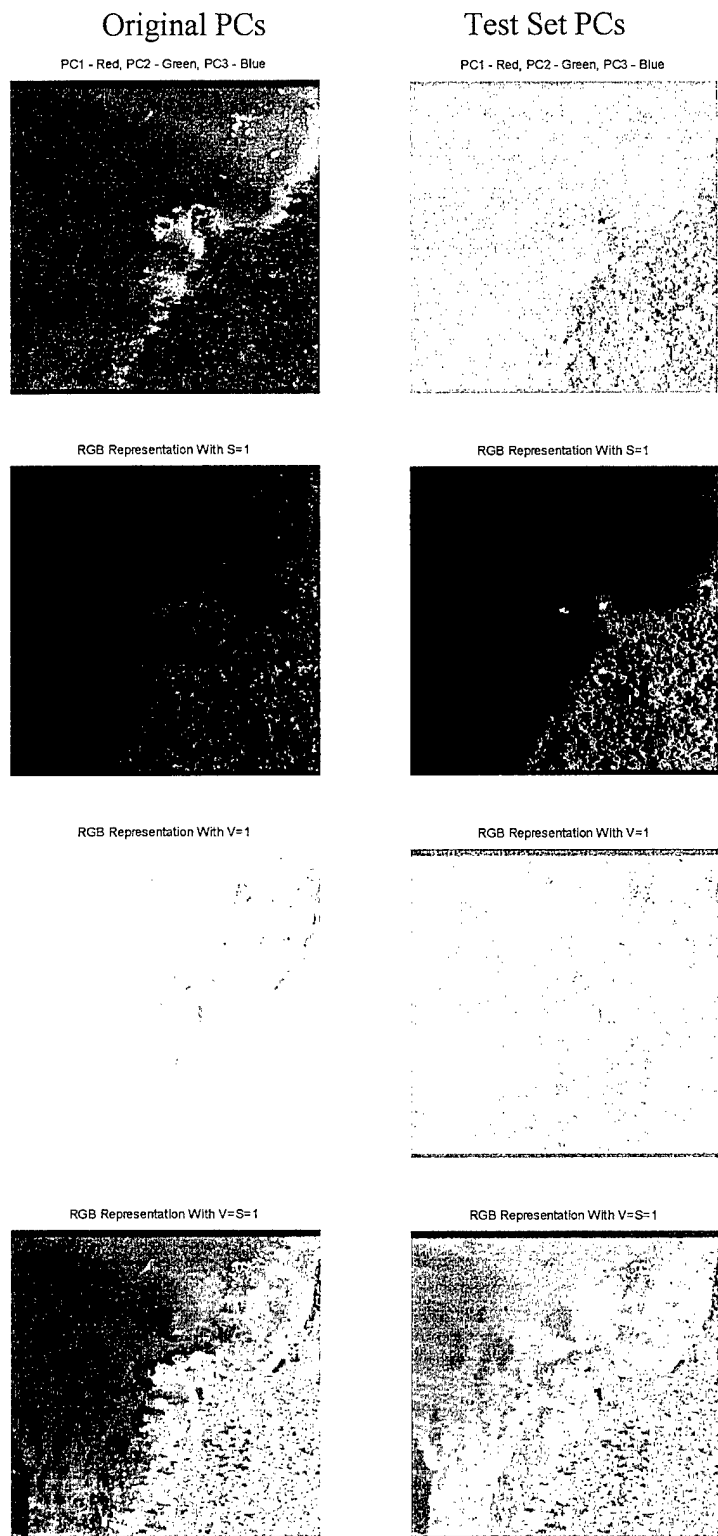 Original PCs
Test Set PCs
PC1 - Red, PC2 - Green, PC3 - Blue
PC1 - Red, PC2 - Green, PC3 - Blue
RGB Representation With S=1
RGB Representation With S=1
RGB Representation With V=1
RGB Representation With V=1
RGB Representation With V=S=1
RGB Representation With V=S=1